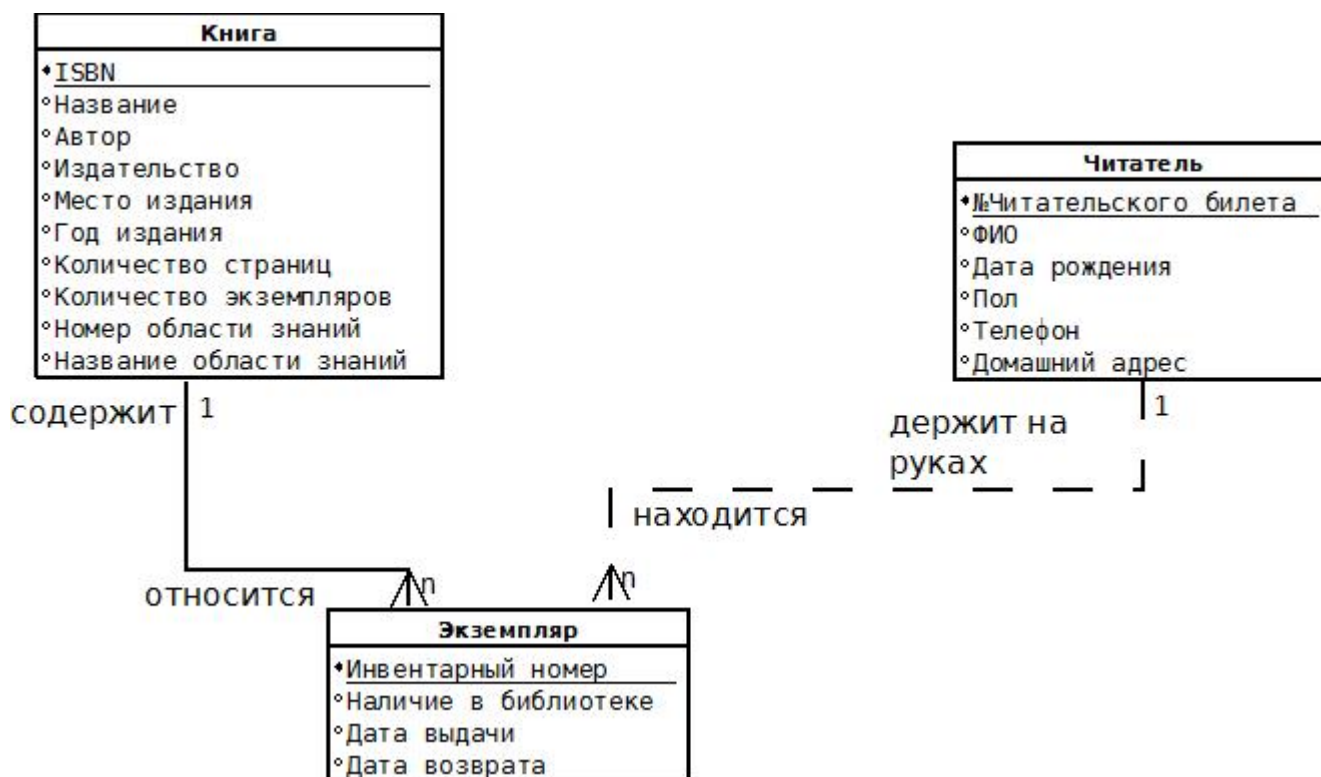 Книга
ISBN
Название
Автор
Издательство
Место издания
Год издания
Количество страниц
Количество экземпляров
Номер области знаний
Название области знаний
Читатель
№Читательского билета
ФИО
Дата рождения
Пол
Телефон
Домашний адрес
содержит 1
1
держит на
руках
находится
относится
n
n
Экземпляр
Инвентарный номер
Наличие в библиотеке
Дата выдачи
Дата возврата